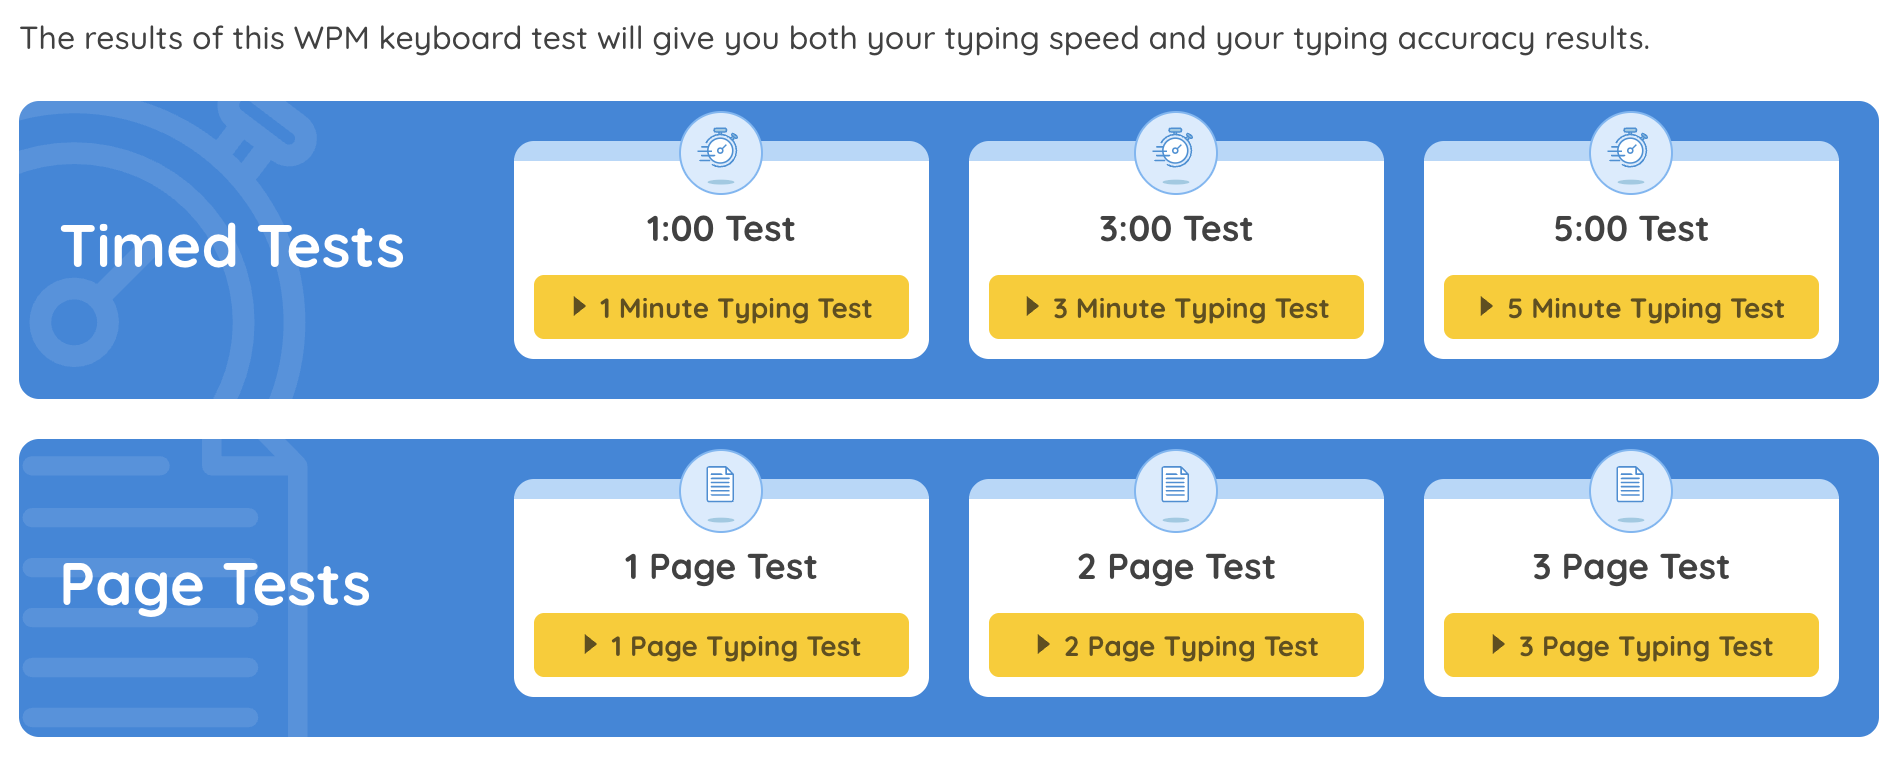 The results of this WPM keyboard test will give you both your typing speed and your typing accuracy results.
Timed Tests
1:00 Test
1 Minute Typing Test
3:00 Test
3 Minute Typing Test
5:00 Test
5 Minute Typing Test
Page Tests
1 Page Test
1 Page Typing Test
2 Page Test
2 Page Typing Test
3 Page Test
3 Page Typing Test